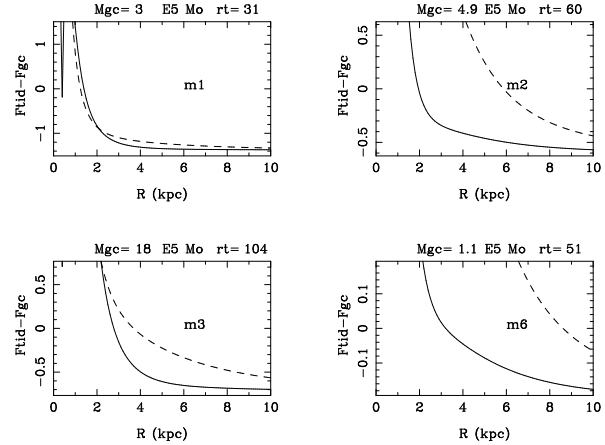 Mgc= 3 E5 Mo rt= 31
Ftid-Fgc
1
0
-1
m1
0 2 4 6 8 10
R (kpc)
Mgc= 4.9 E5 Mo rt= 60
Ftid-Fgc
0.5
0
-0.5
m2
0 2 4 6 8 10
R (kpc)
Mgc= 18 E5 Mo rt= 104
Ftid-Fgc
0.5
0
-0.5
m3
0 2 4 6 8 10
R (kpc)
Mgc= 1.1 E5 Mo rt= 51
Ftid-Fgc
0.1
0
-0.1
m6
0 2 4 6 8 10
R (kpc)